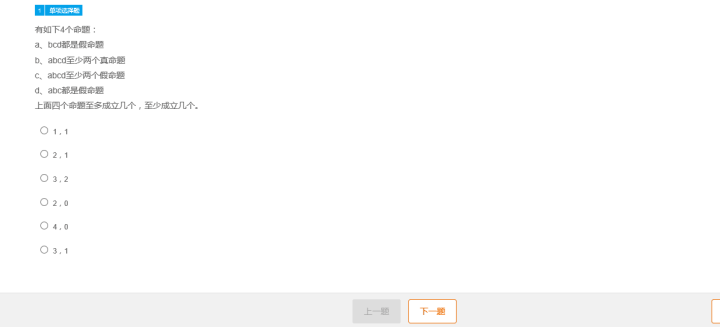 1 单项选择题
有如下4个命题：
a、bcd都是假命题
b、abcd至少两个真命题
c、abcd至少两个假命题
d、abc都是假命题
上面四个命题至多成立几个，至少成立几个。
1，1
2，1
3，2
2，0
4，0
3，1
上一题 下一题